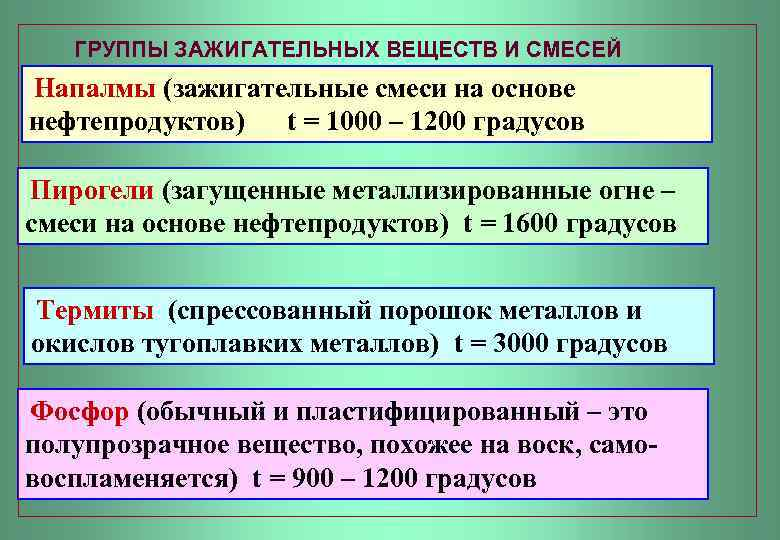 ГРУППЫ ЗАЖИГАТЕЛЬНЫХ ВЕЩЕСТВ И СМЕСЕЙ
Напалмы (зажигательные смеси на основе
нефтепродуктов) t = 1000 – 1200 градусов
Пирогели (загущенные металлизированные огне –
смеси на основе нефтепродуктов) t = 1600 градусов
Термиты (спрессованный порошок металлов и
окислов тугоплавких металлов) t = 3000 градусов
Фосфор (обычный и пластифицированный – это
полупрозрачное вещество, похожее на воск, само-
воспламеняется) t = 900 – 1200 градусов